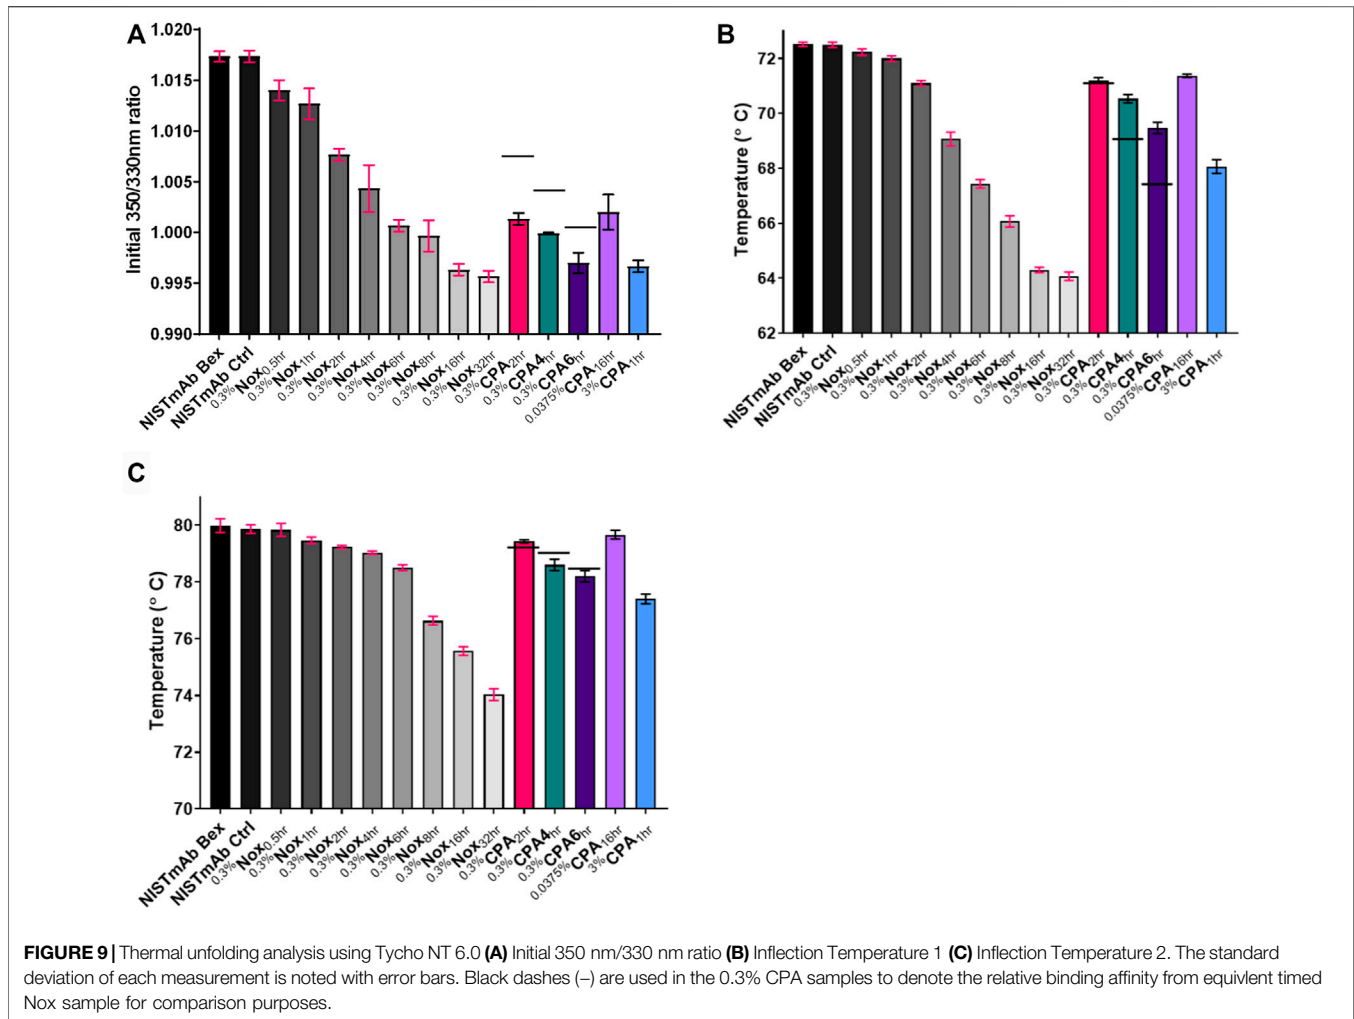 A
Initial 350/330nm ratio
1.020
1.015
1.010
1.005
1.000
0.995
0.990
NISTmAb Bex
NISTmAb Ctrl
0.3%Nox0.5hr
0.3%Nox1hr
0.3%Nox2hr
0.3%Nox4hr
0.3%Nox6hr
0.3%Nox8hr
0.3%Nox16hr
0.3%Nox32hr
0.3%CPA2hr
0.3%CPA4hr
0.3%CPA6hr
0.0375%CPA16hr
3%CPA1hr
B
Temperature (° C)
72
70
68
66
64
62
NISTmAb Bex
NISTmAb Ctrl
0.3%Nox0.5hr
0.3%Nox1hr
0.3%Nox2hr
0.3%Nox4hr
0.3%Nox6hr
0.3%Nox8hr
0.3%Nox16hr
0.3%Nox32hr
0.3%CPA2hr
0.3%CPA4hr
0.3%CPA6hr
0.0375%CPA16hr
3%CPA1hr
C
Temperature (° C)
80
78
76
74
72
70
NISTmAb Bex
NISTmAb Ctrl
0.3%Nox0.5hr
0.3%Nox1hr
0.3%Nox2hr
0.3%Nox4hr
0.3%Nox6hr
0.3%Nox8hr
0.3%Nox16hr
0.3%Nox32hr
0.3%CPA2hr
0.3%CPA4hr
0.3%CPA6hr
0.0375%CPA16hr
3%CPA1hr
FIGURE 9 | Thermal unfolding analysis using Tycho NT 6.0 (A) Initial 350 nm/330 nm ratio (B) Inflection Temperature 1 (C) Inflection Temperature 2. The standard
deviation of each measurement is noted with error bars. Black dashes (–) are used in the 0.3% CPA samples to denote the relative binding affinity from equivlent timed
Nox sample for comparison purposes.